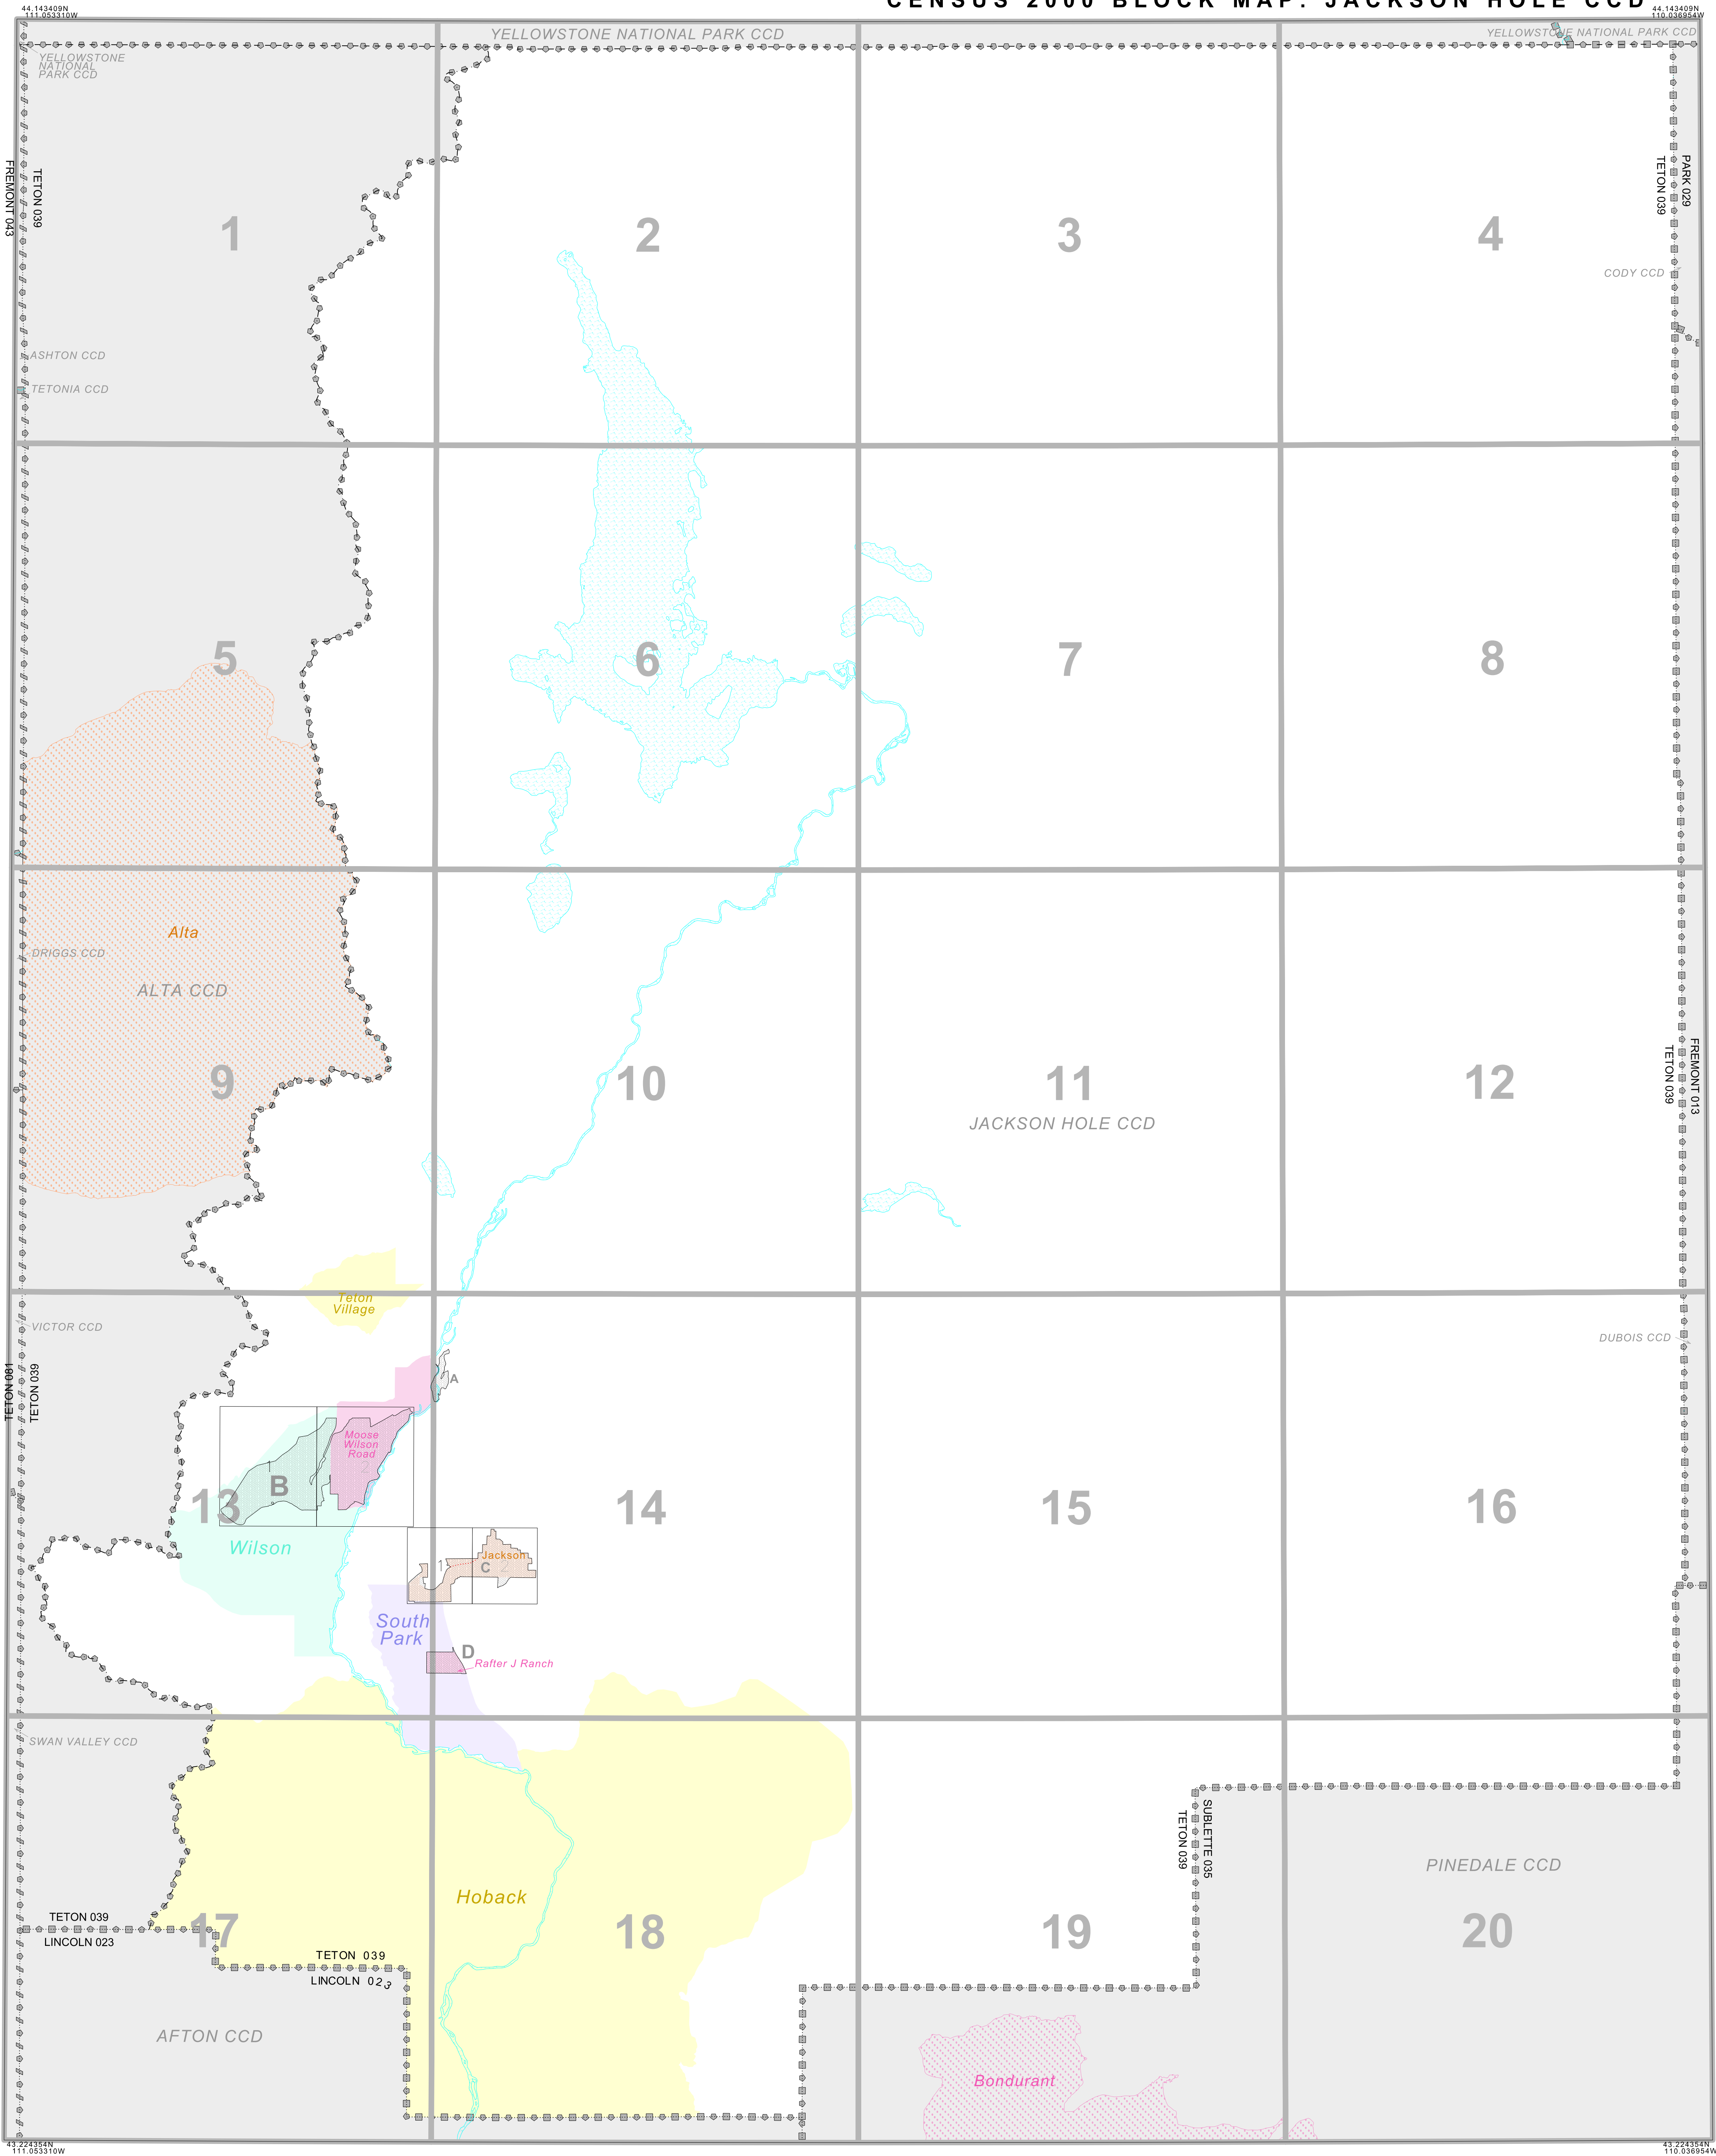 CENSUS 2000 BLOCK MAP: JACKSON HOLE CCD
44.143409N
111.053310W
44.143409N
110.036954W
YELLOWSTONE NATIONAL PARK CCD
YELLOWSTONE NATIONAL PARK CCD
YELLOWSTONE
NATIONAL
PARK CCD
FREMONT 043
TETON 039
TETON 039
PARK 029
1
2
3
4
CODY CCD
ASHTON CCD
TETONIA CCD
5
6
7
8
Alta
DRIGGS CCD
ALTA CCD
9
10
11
12
JACKSON HOLE CCD
TETON 039
FREMONT 013
Teton
Village
VICTOR CCD
DUBOIS CCD
TETON 081
TETON 039
A
Moose
Wilson
Road
1
2
B
13
14
15
16
Wilson
Jackson
1
C
2
South
Park
D
Rafter J Ranch
SWAN VALLEY CCD
TETON 039
SUBLETTE 035
PINEDALE CCD
Hoback
TETON 039
LINCOLN 023
17
18
19
20
TETON 039
LINCOLN 023
AFTON CCD
Bondurant
43.224354N
111.053310W
43.224354N
110.036954W